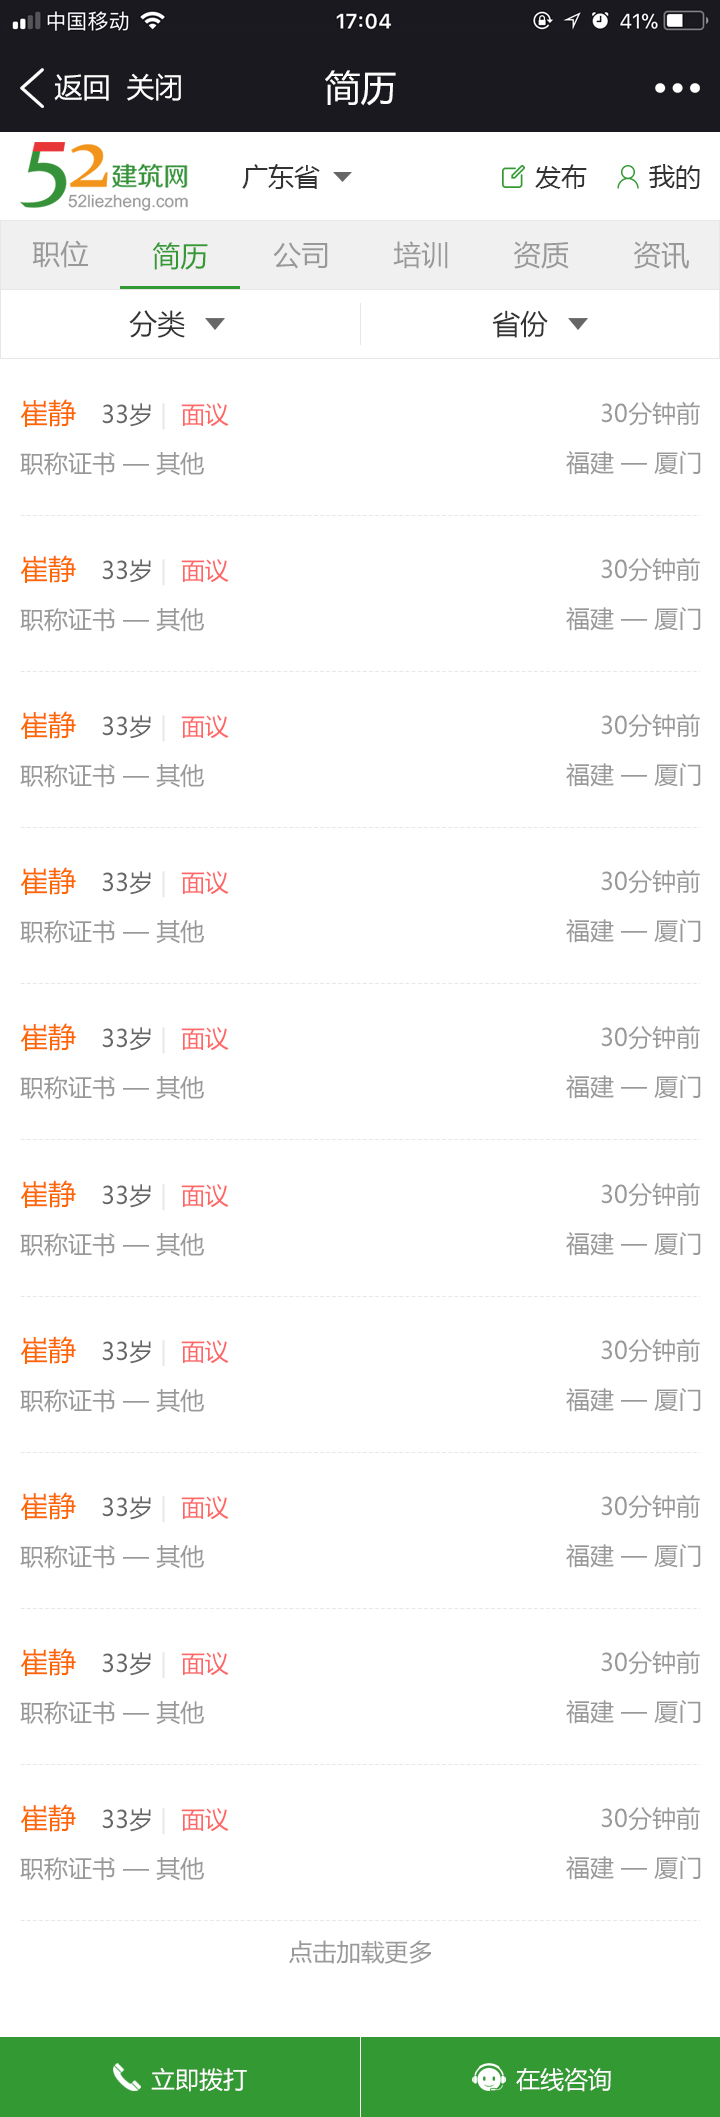 中国移动 17:04 41%
返回 关闭 简历
52建筑网 广东省 发布 我的
52liezheng.com
职位 简历 公司 培训 资质 资讯
分类 省份
崔静 33岁 面议 30分钟前
职称证书 — 其他 福建 — 厦门
崔静 33岁 面议 30分钟前
职称证书 — 其他 福建 — 厦门
崔静 33岁 面议 30分钟前
职称证书 — 其他 福建 — 厦门
崔静 33岁 面议 30分钟前
职称证书 — 其他 福建 — 厦门
崔静 33岁 面议 30分钟前
职称证书 — 其他 福建 — 厦门
崔静 33岁 面议 30分钟前
职称证书 — 其他 福建 — 厦门
崔静 33岁 面议 30分钟前
职称证书 — 其他 福建 — 厦门
崔静 33岁 面议 30分钟前
职称证书 — 其他 福建 — 厦门
崔静 33岁 面议 30分钟前
职称证书 — 其他 福建 — 厦门
崔静 33岁 面议 30分钟前
职称证书 — 其他 福建 — 厦门
点击加载更多
立即拨打 在线咨询